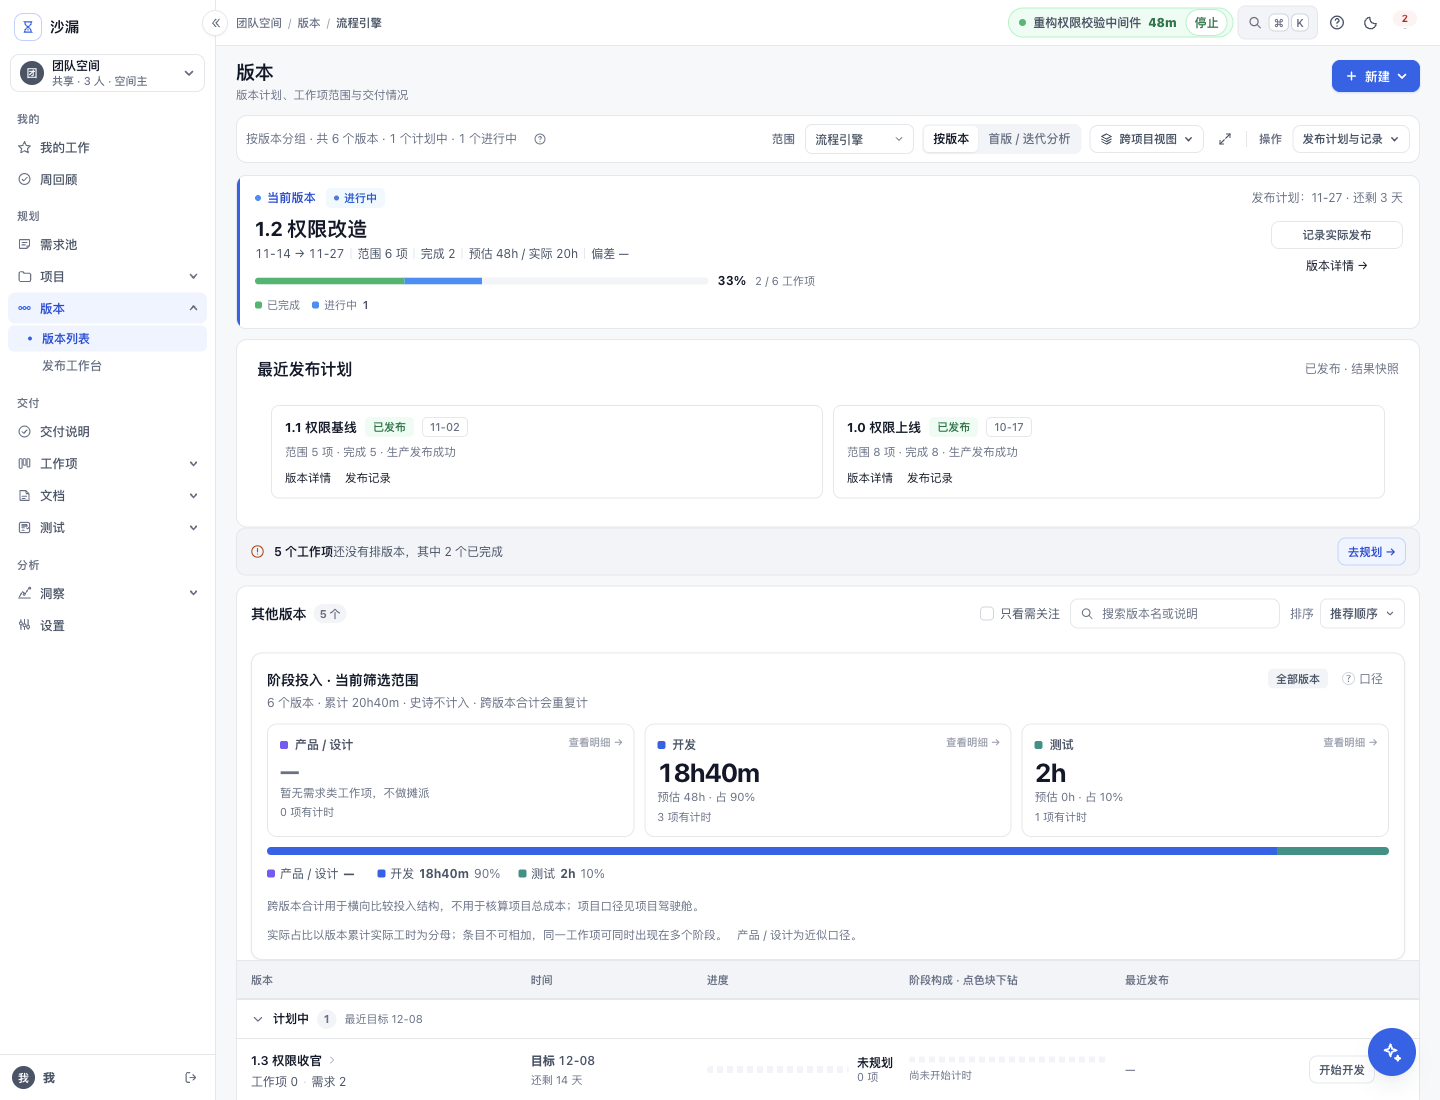 沙漏
团队空间 / 版本 / 流程引擎
重构权限校验中间件 48m 停止
⌘ K
2
团
团队空间
共享 · 3 人 · 空间主
我的
我的工作
周回顾
规划
需求池
项目
版本
版本列表
发布工作台
交付
交付说明
工作项
文档
测试
分析
洞察
设置
我 我
版本
版本计划、工作项范围与交付情况
新建
按版本分组 · 共 6 个版本 · 1 个计划中 · 1 个进行中
范围 流程引擎 按版本 首版 / 迭代分析 跨项目视图 操作 发布计划与记录
当前版本 进行中
发布计划：11-27 · 还剩 3 天
1.2 权限改造
记录实际发布
11-14 → 11-27 范围 6 项 完成 2 预估 48h / 实际 20h 偏差 —
版本详情 →
33% 2 / 6 工作项
已完成 进行中 1
最近发布计划
已发布 · 结果快照
1.1 权限基线 已发布 11-02
范围 5 项 · 完成 5 · 生产发布成功
版本详情 发布记录
1.0 权限上线 已发布 10-17
范围 8 项 · 完成 8 · 生产发布成功
版本详情 发布记录
5 个工作项还没有排版本，其中 2 个已完成
去规划 →
其他版本 5 个
只看需关注 搜索版本名或说明 排序 推荐顺序
阶段投入 · 当前筛选范围
全部版本 ? 口径
6 个版本 · 累计 20h40m · 史诗不计入 · 跨版本合计会重复计
产品 / 设计 查看明细 →
—
暂无需求类工作项，不做摊派
0 项有计时
开发 查看明细 →
18h40m
预估 48h · 占 90%
3 项有计时
测试 查看明细 →
2h
预估 0h · 占 10%
1 项有计时
产品 / 设计 — 开发 18h40m 90% 测试 2h 10%
跨版本合计用于横向比较投入结构，不用于核算项目总成本；项目口径见项目驾驶舱。
实际占比以版本累计实际工时为分母；条目不可相加，同一工作项可同时出现在多个阶段。 产品 / 设计为近似口径。
版本 时间 进度 阶段构成 · 点色块下钻 最近发布
计划中 1 最近目标 12-08
1.3 权限收官
工作项 0 · 需求 2
目标 12-08
还剩 14 天
未规划
0 项
尚未开始计时
—
开始开发